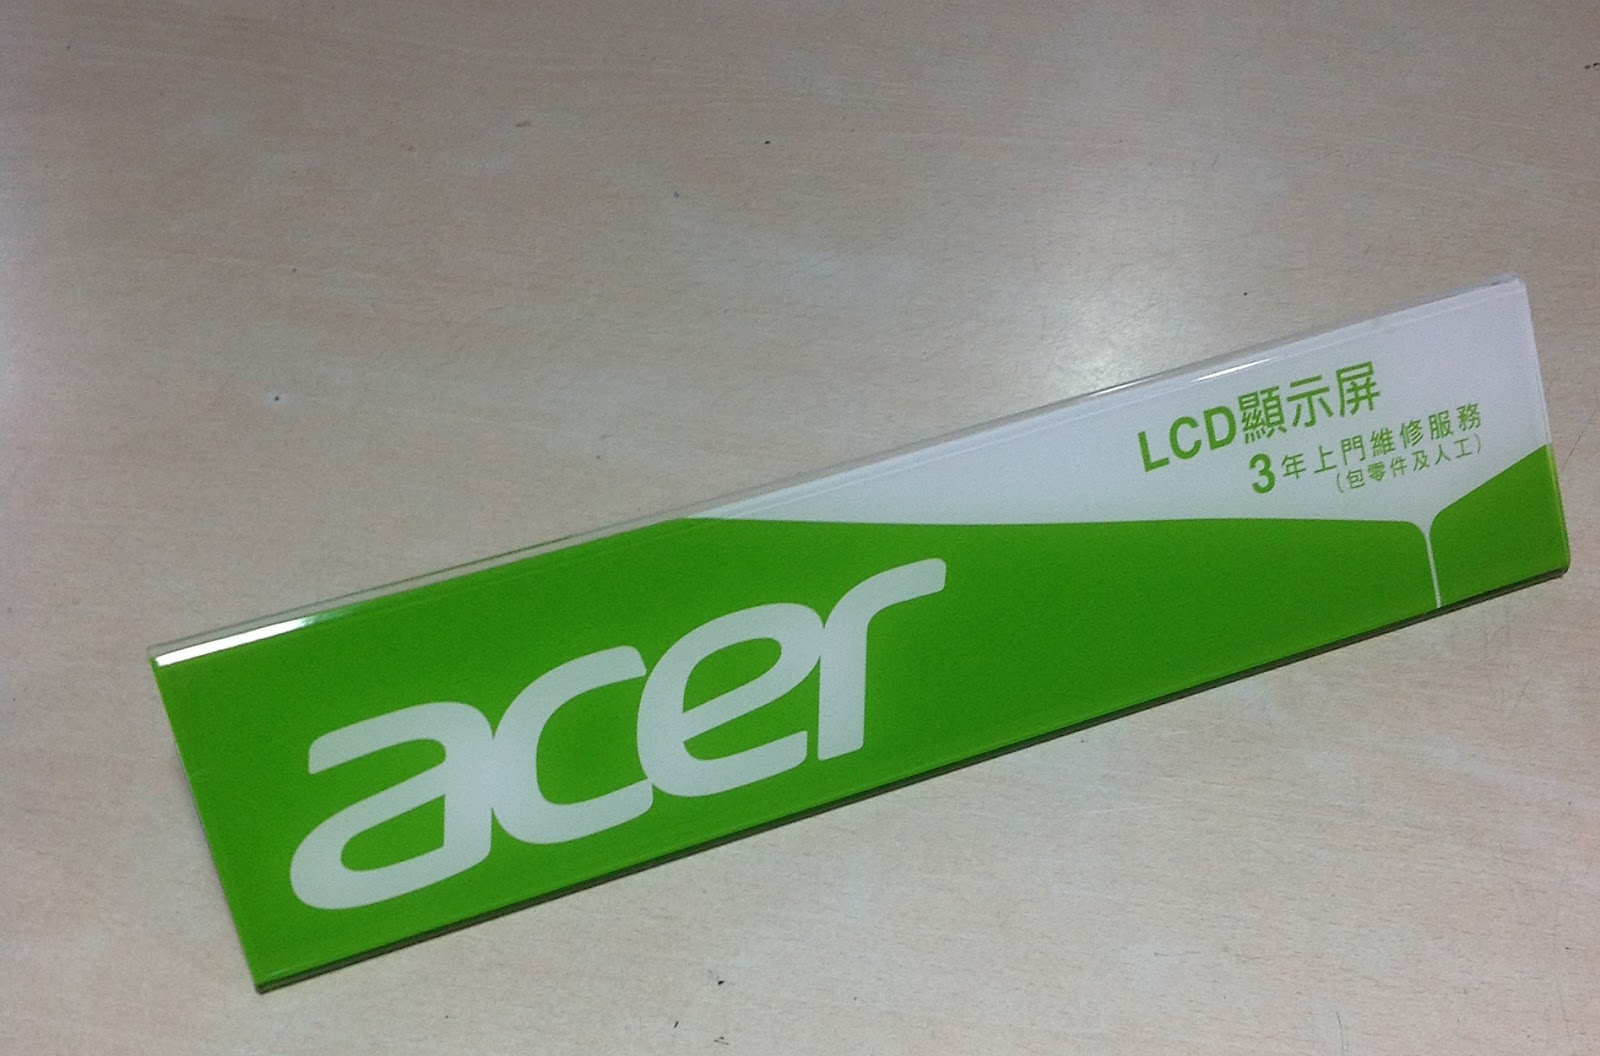 acer
LCD顯示屏
3年上門維修服務
(包零件及人工)